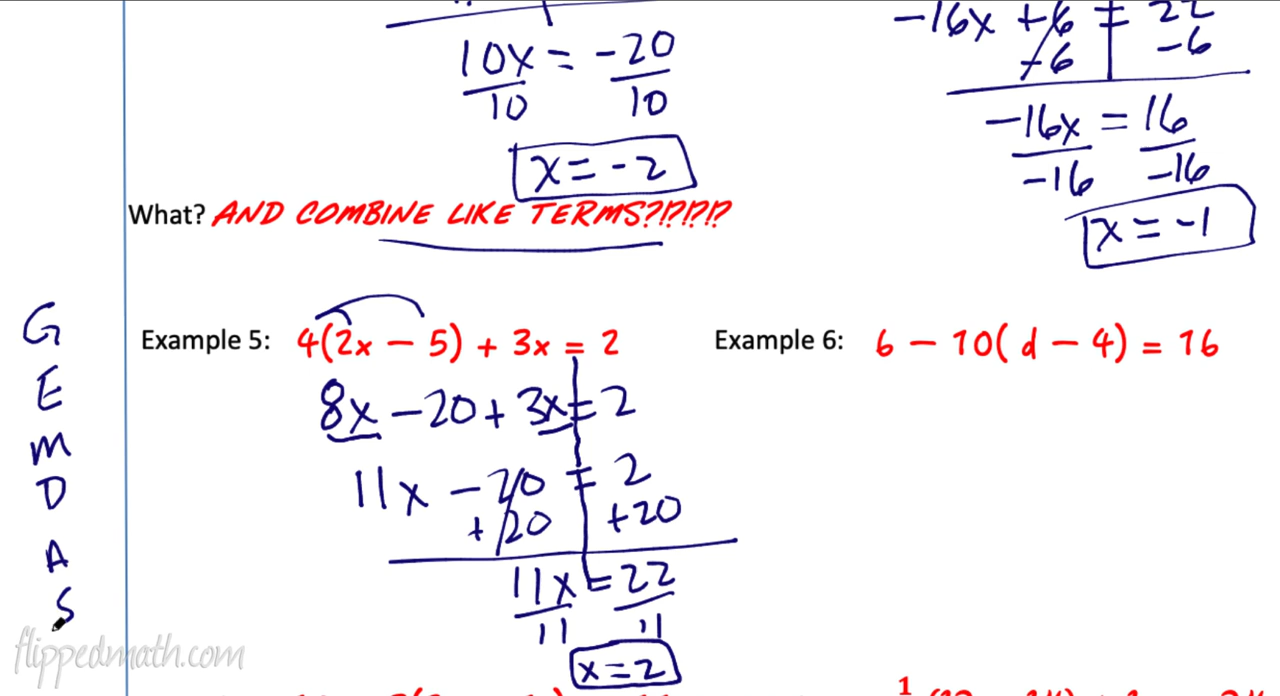 10x = -20
10 10
x = -2
-16x + 6 = 22
-6 -6
-16x = 16
-16 -16
x = -1
What? AND COMBINE LIKE TERMS?!?!?!?
G
E
M
D
A
S
Example 5: 4(2x - 5) + 3x = 2
8x - 20 + 3x = 2
11x - 20 = 2
+20 +20
11x = 22
11 11
x = 2
Example 6: 6 - 10( d - 4) = 16
flippedmath.com